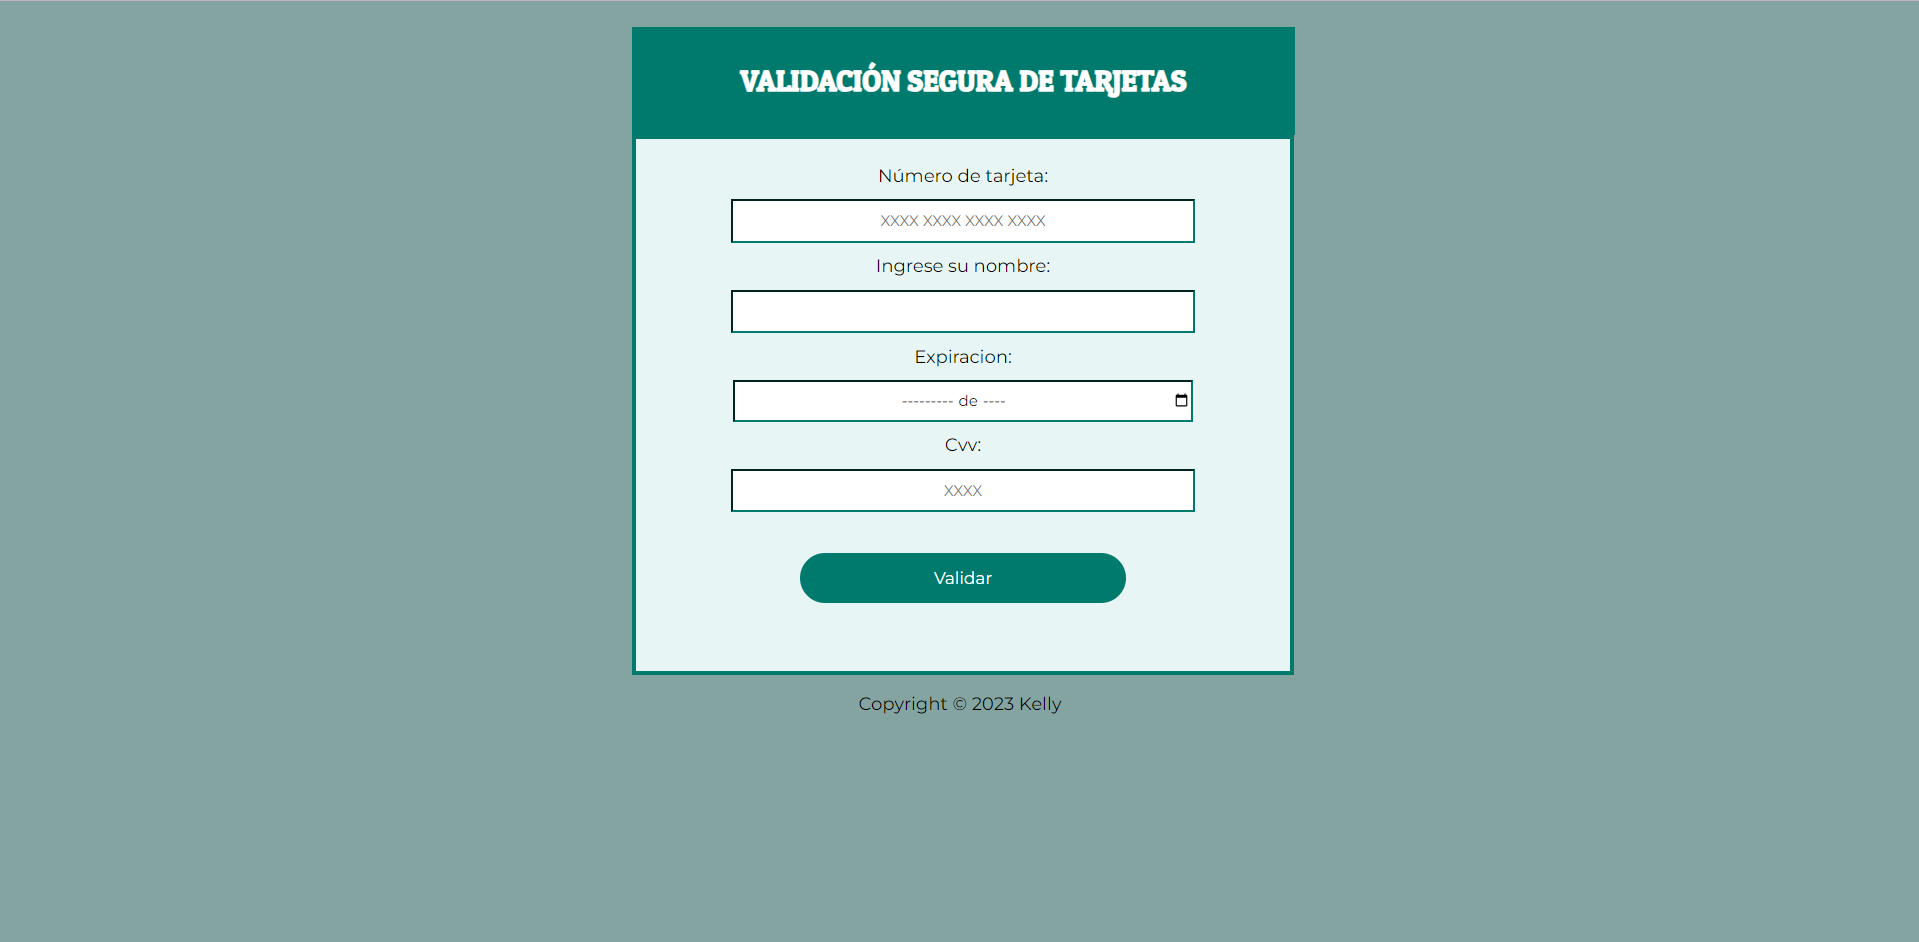 VALIDACIÓN SEGURA DE TARJETAS
Número de tarjeta:
XXXX XXXX XXXX XXXX
Ingrese su nombre:
Expiracion:
--------- de ----
Cvv:
XXXX
Validar
Copyright © 2023 Kelly